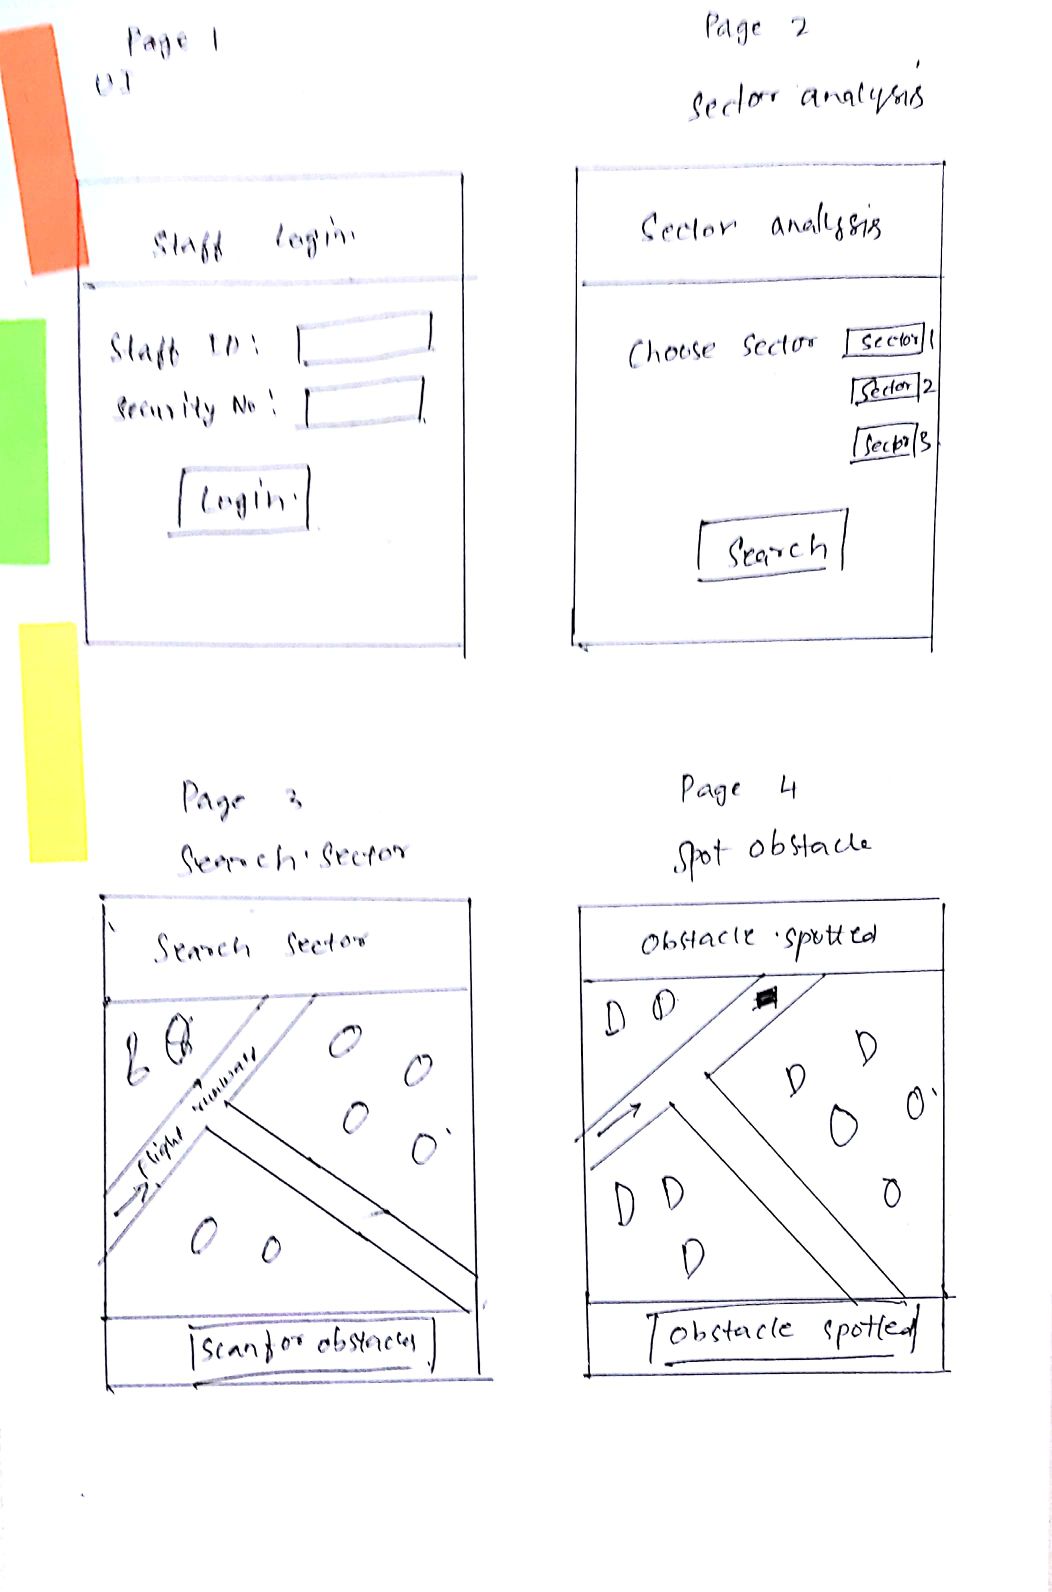 Page 1
UI
Staff Login.
Staff ID:
Security No:
Login.
Page 2
Sector analysis
Sector analysis
Choose Sector Sector 1
Sector 2
Sector 3
Search
Page 3
Search Sector
Search Sector
flight runway
Scan for obstacles
Page 4
Spot obstacle
Obstacle spotted
D D
D
D
O
O
O
D D
D
Obstacle spotted